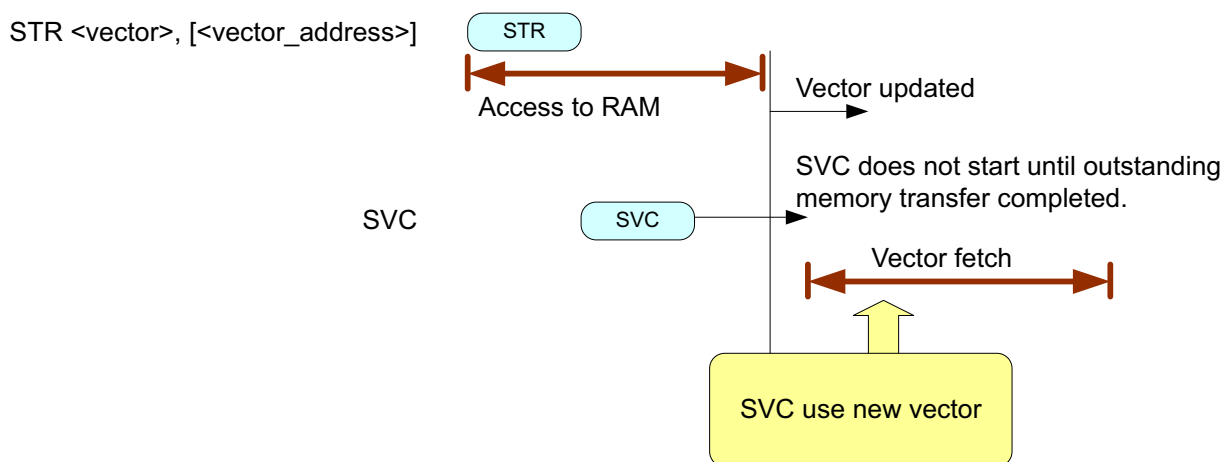 STR <vector>, [<vector_address>]
STR
Access to RAM
Vector updated
SVC does not start until outstanding
memory transfer completed.
SVC
SVC
Vector fetch
SVC use new vector